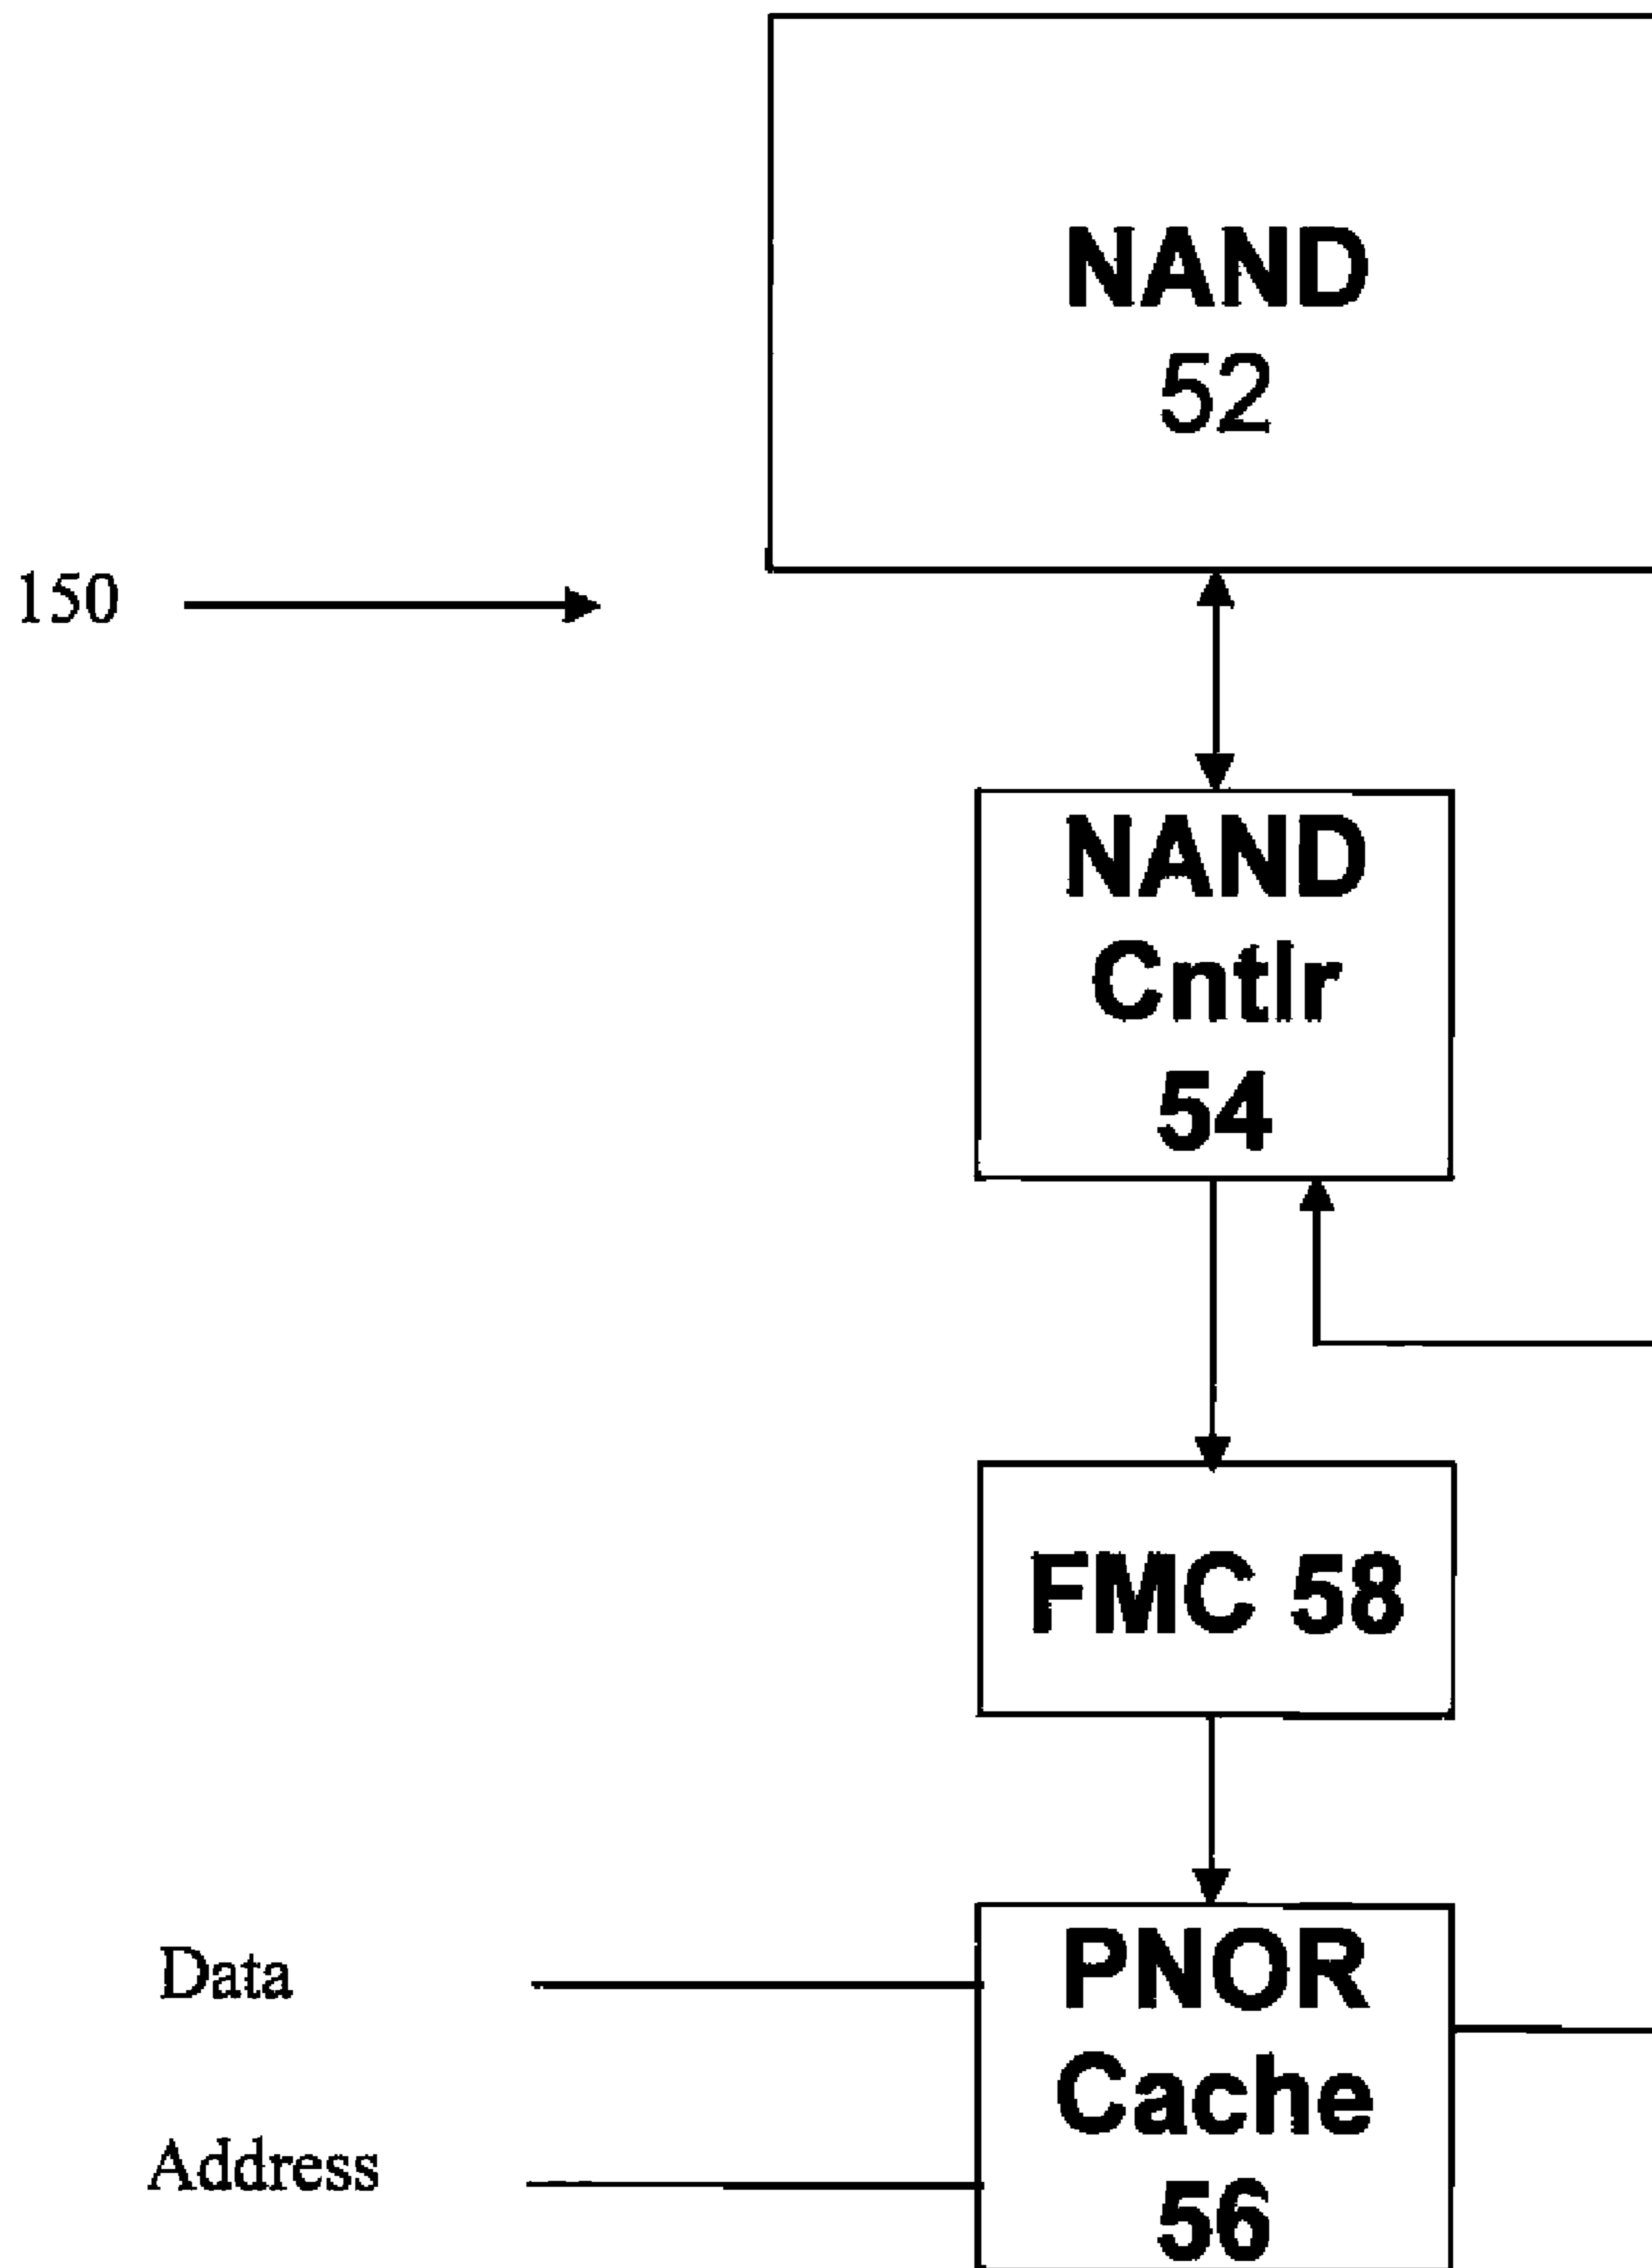 NAND
52
150
NAND
Cntlr
54
FMC 58
PNOR
Data
Cache
Address
56